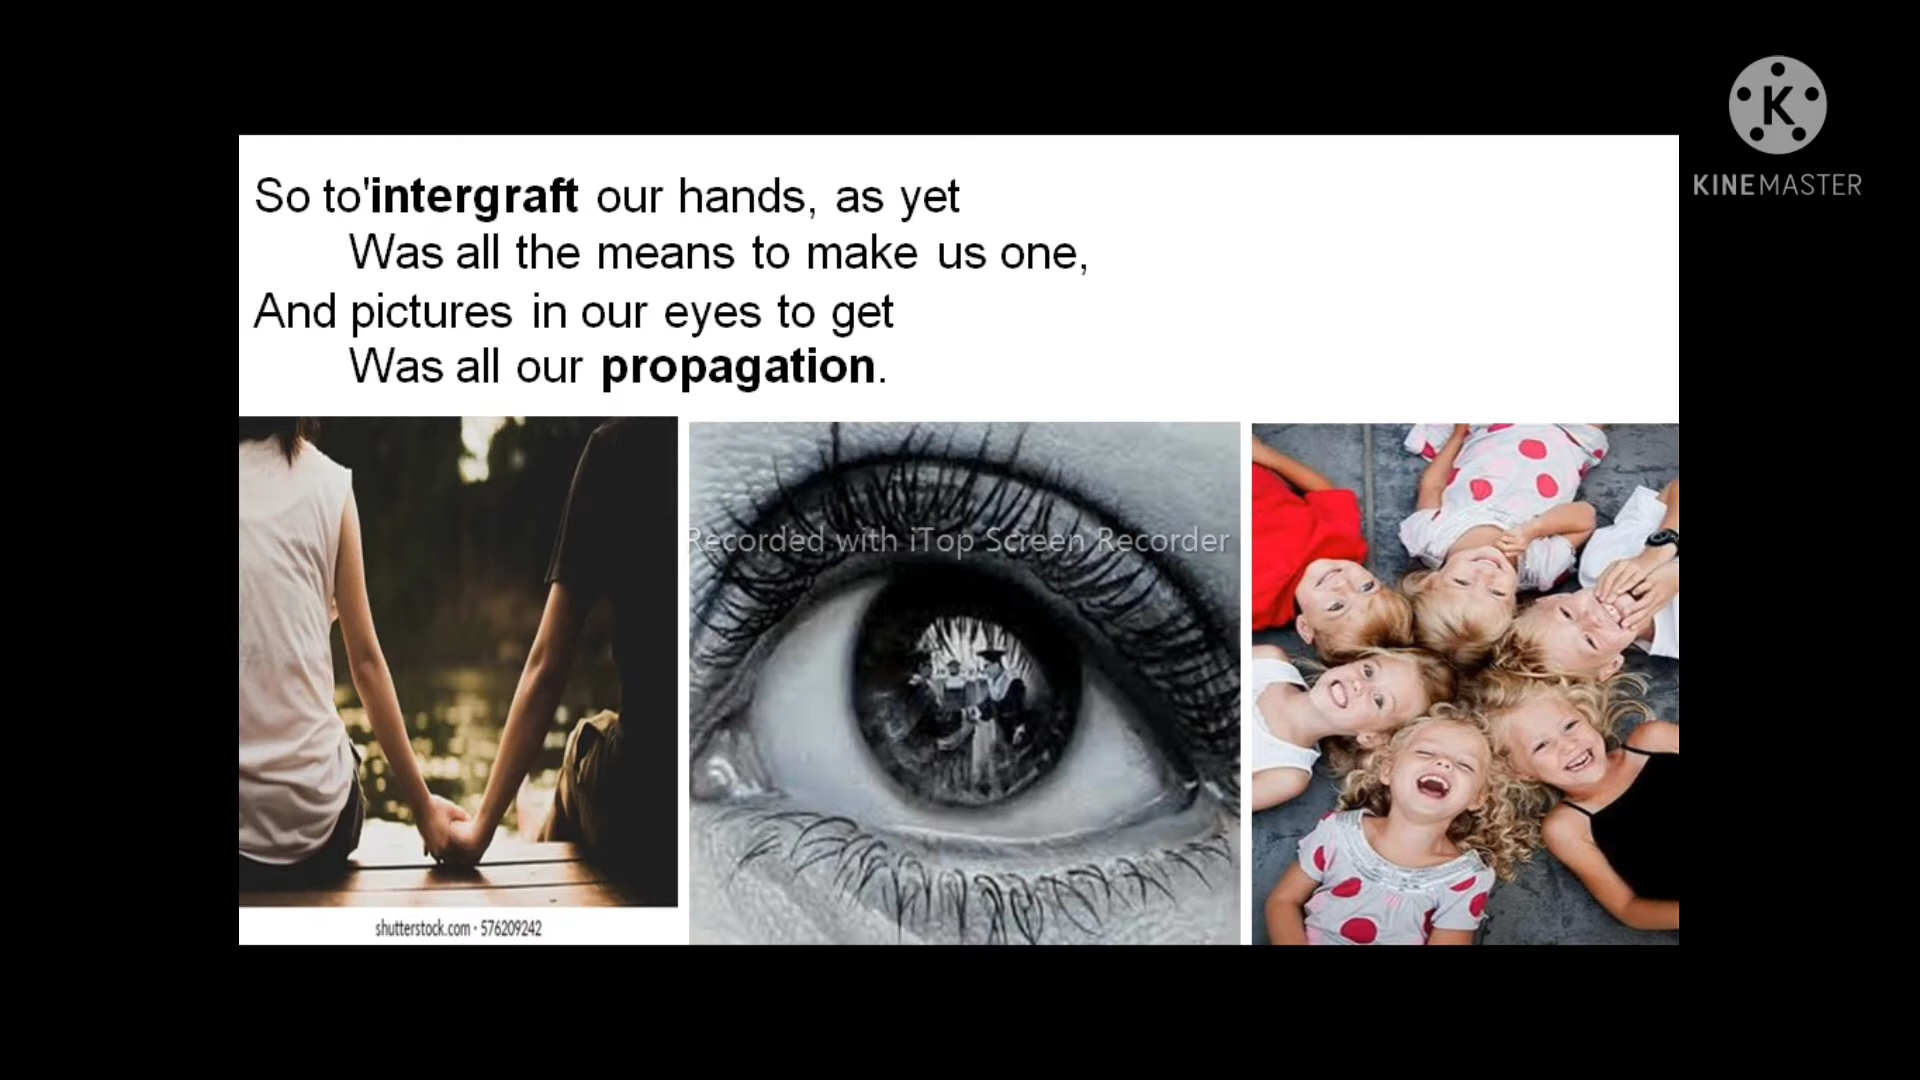 So to'intergraft our hands, as yet
Was all the means to make us one,
And pictures in our eyes to get
Was all our propagation.
K
KINEMASTER
Recorded with iTop Screen Recorder
shutterstock.com · 576209242